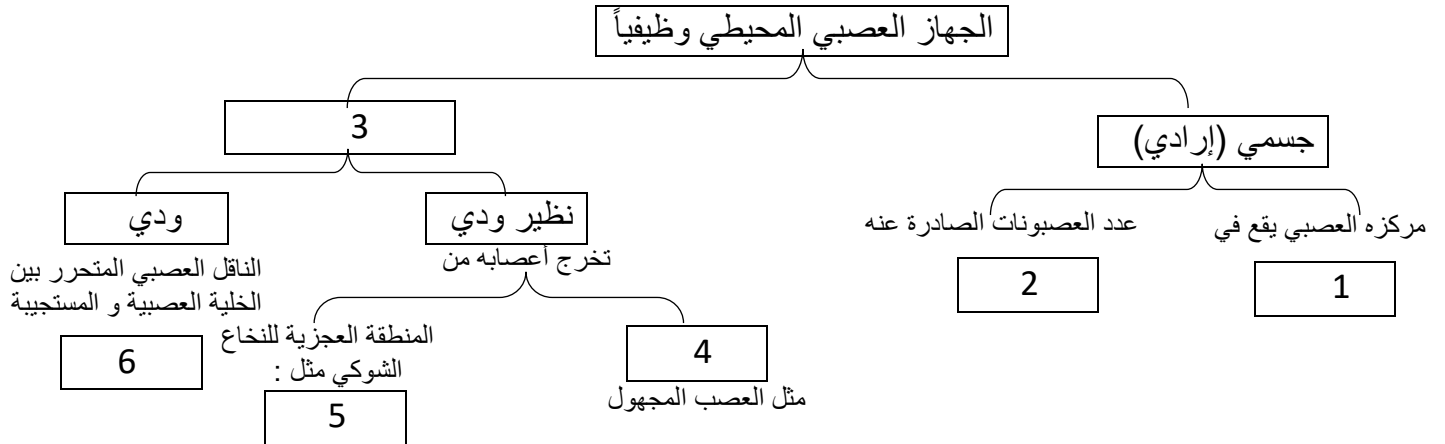 الجهاز العصبي المحيطي وظيفياً
جسمي (إرادي)
3
مركزه العصبي يقع في
1
عدد العصبونات الصادرة عنه
2
نظير ودي
تخرج أعصابه من
4
مثل العصب المجهول
المنطقة العجزية للنخاع
الشوكي مثل :
5
ودي
الناقل العصبي المتحرر بين
الخلية العصبية و المستجيبة
6